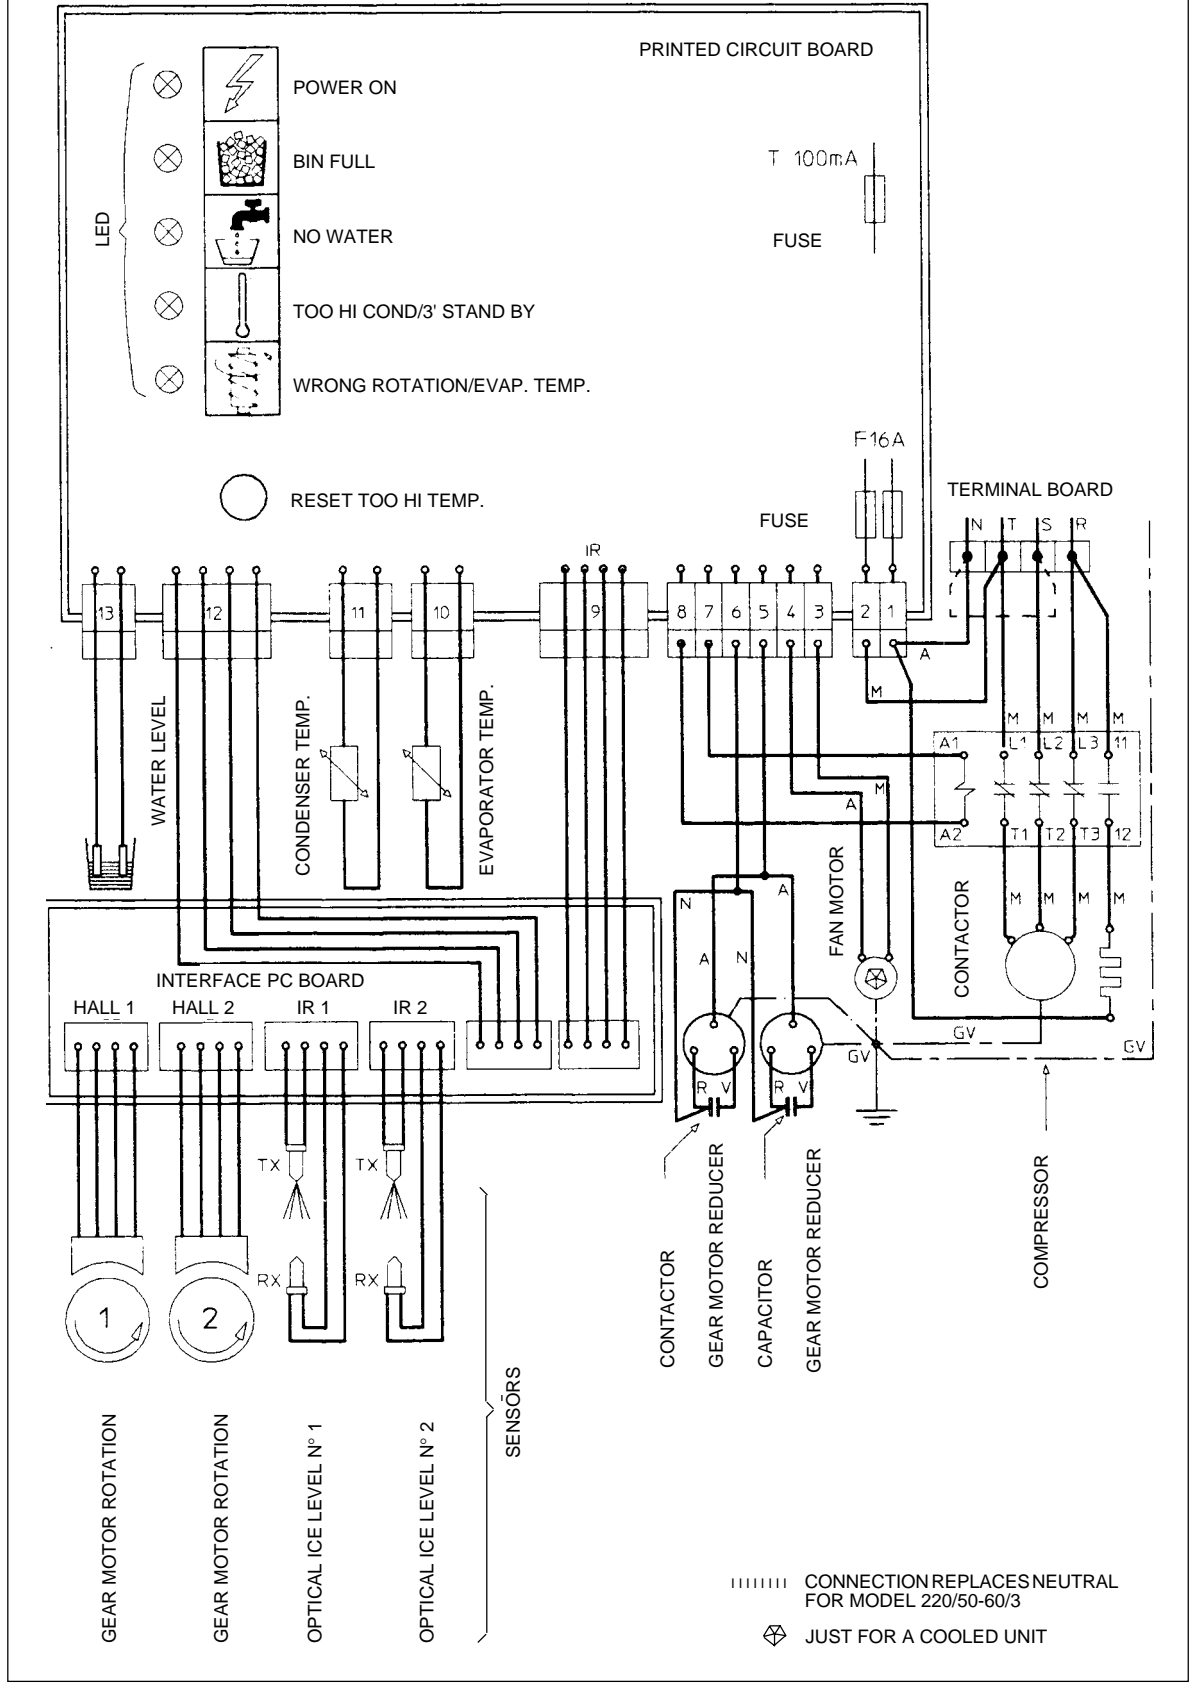 PRINTED CIRCUIT BOARD
POWER ON
BIN FULL
T 100mA
LED
NO WATER
FUSE
TOO HI COND/3' STAND BY
WRONG ROTATION/EVAP. TEMP.
F16A
RESET TOO HI TEMP.
FUSE
TERMINAL BOARD
N T S R
IR
13 12 11 10 9 8 7 6 5 4 3 2 1
A
M
WATER LEVEL
CONDENSER TEMP.
EVAPORATOR TEMP.
M M M M
A1 L1 L2 L3 11
M
A
A2 T1 T2 T3 12
FAN MOTOR
CONTACTOR
N A A
M M M M
A N
INTERFACE PC BOARD
HALL 1 HALL 2 IR 1 IR 2
GV GV GV
R V R V
TX TX
RX RX
1 2
CONTACTOR
GEAR MOTOR REDUCER
CAPACITOR
GEAR MOTOR REDUCER
COMPRESSOR
SENSORS
GEAR MOTOR ROTATION
GEAR MOTOR ROTATION
OPTICAL ICE LEVEL N° 1
OPTICAL ICE LEVEL N° 2
CONNECTION REPLACES NEUTRAL
FOR MODEL 220/50-60/3
JUST FOR A COOLED UNIT